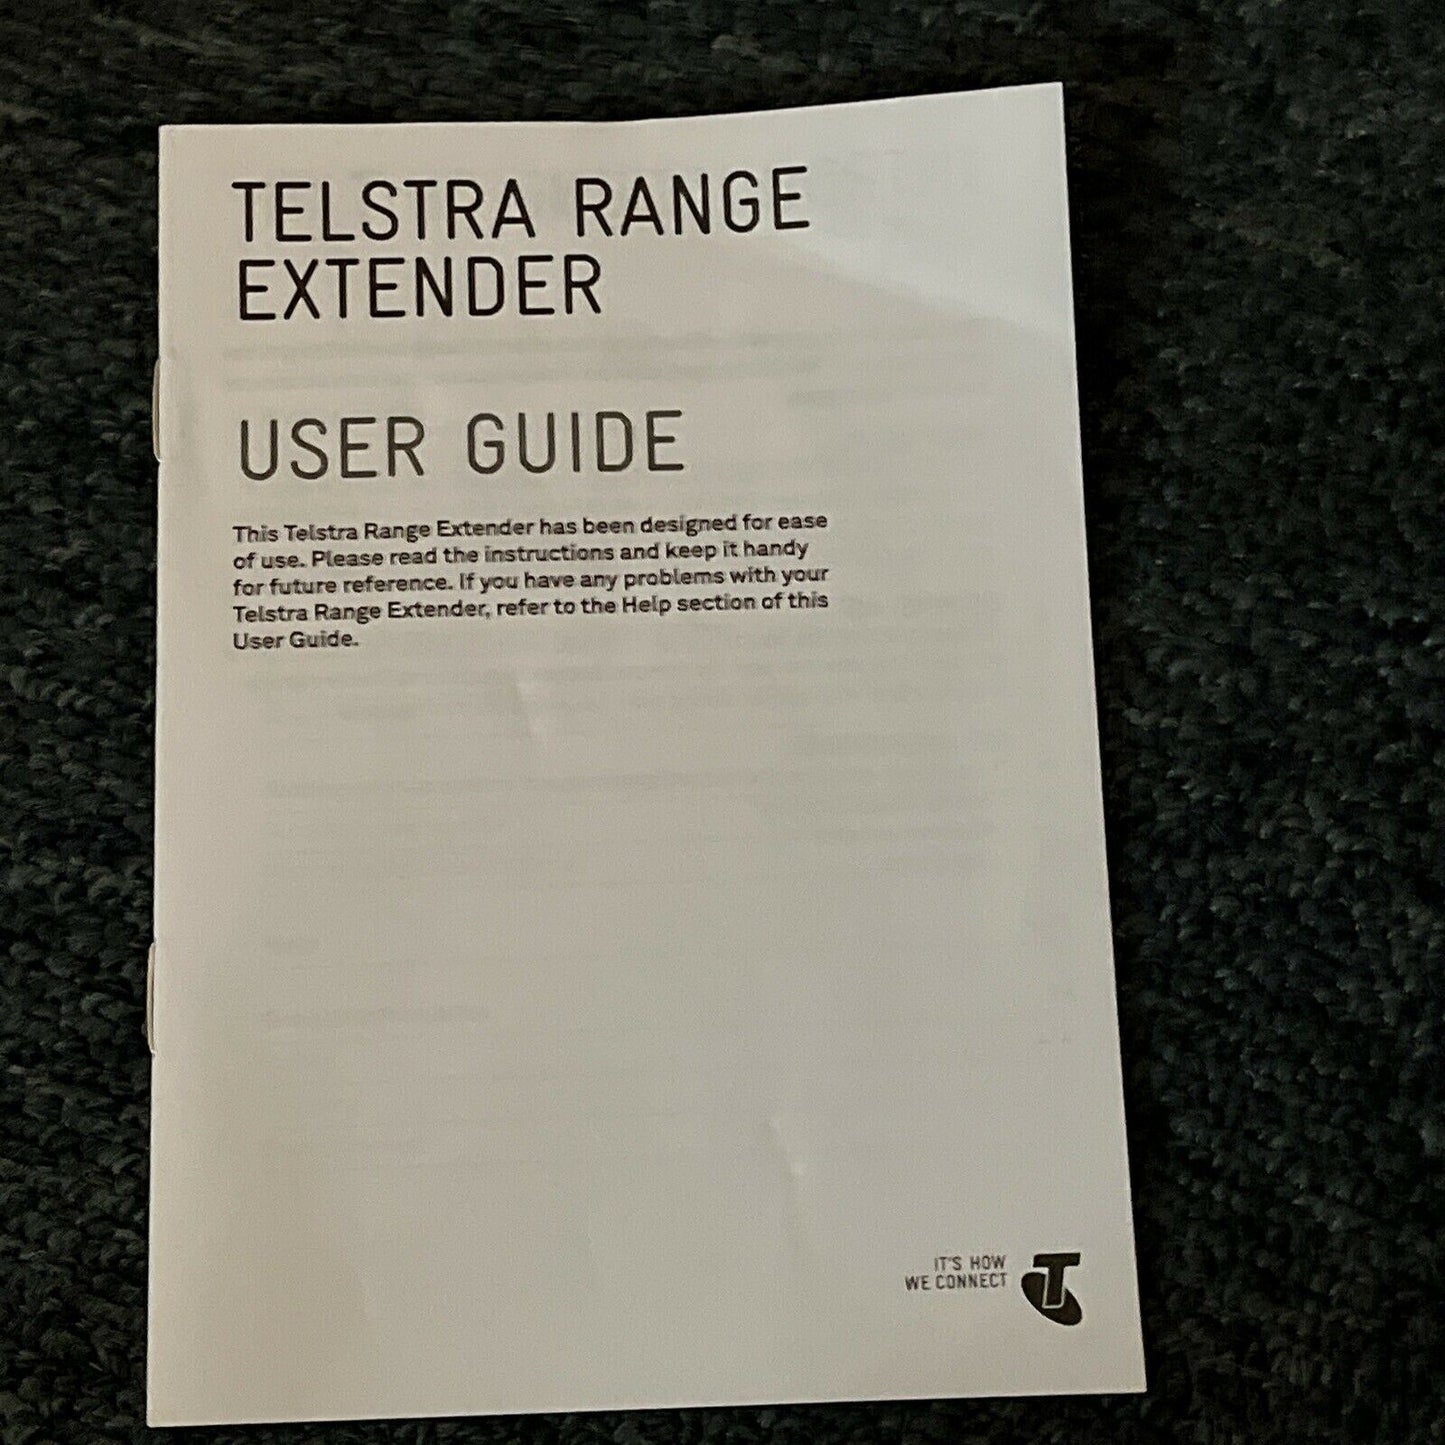 TELSTRA RANGE
EXTENDER
USER GUIDE
This Telstra Range Extender has been designed for ease
of use. Please read the instructions and keep it handy
for future reference. If you have any problems with your
Telstra Range Extender, refer to the Help section of this
User Guide.
IT'S HOW
WE CONNECT
T